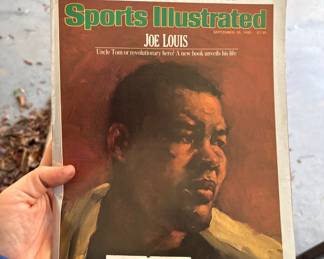 Sports Illustrated
JOE LOUIS
Uncle Tom or revolutionary hero? A new book unveils his life